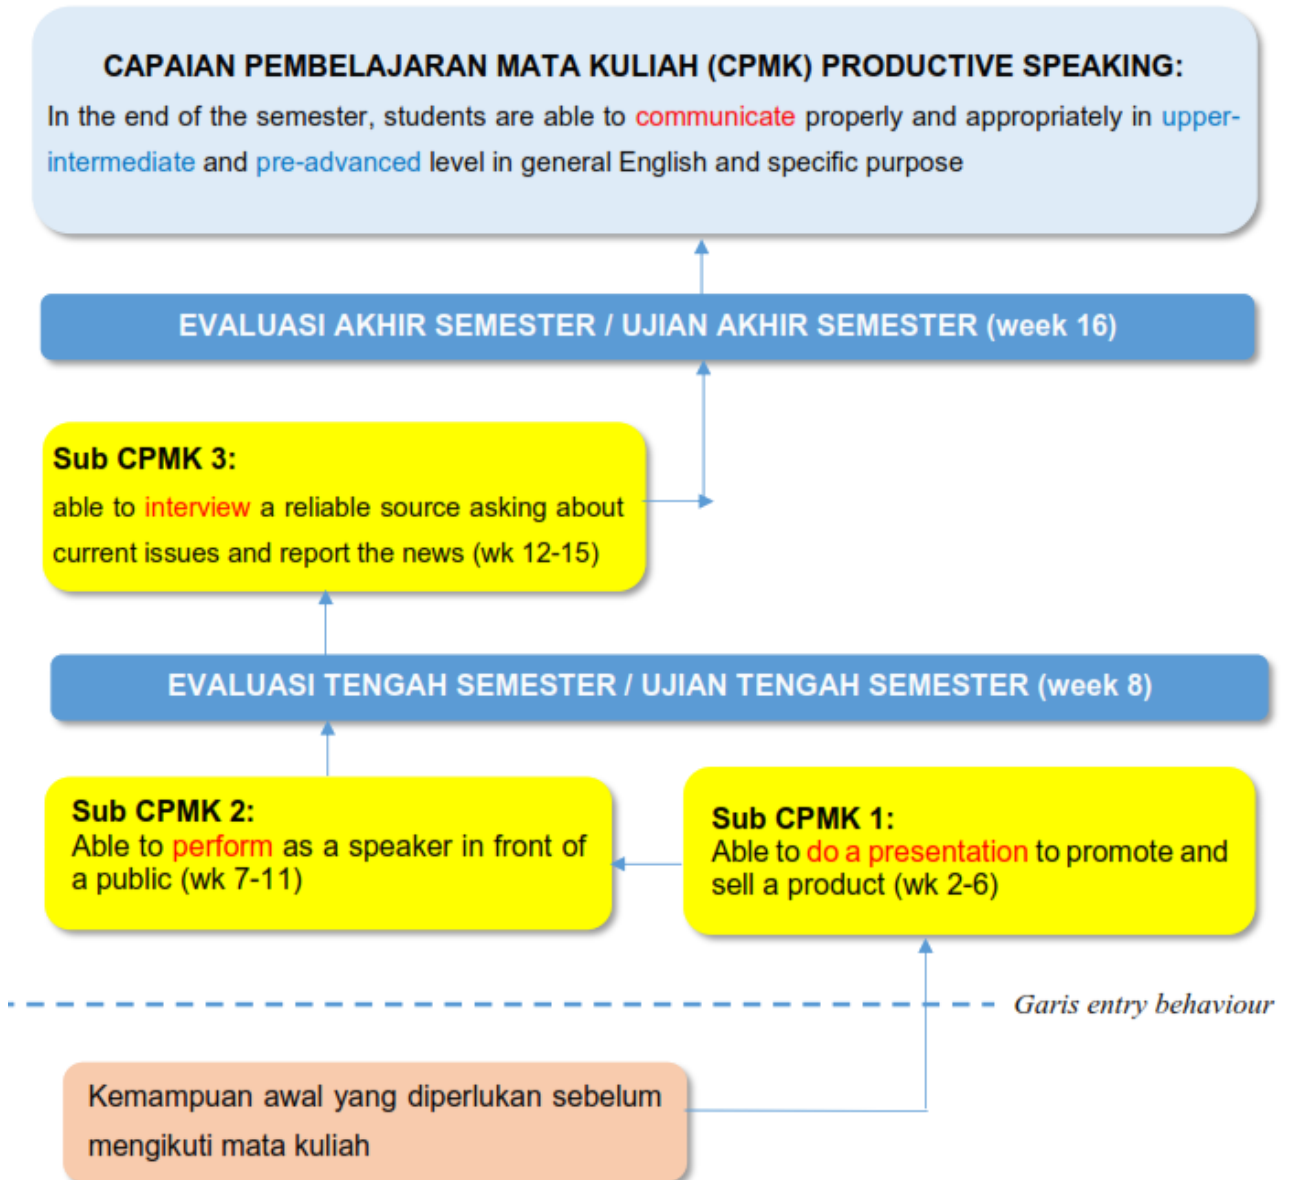 CAPAIAN PEMBELAJARAN MATA KULIAH (CPMK) PRODUCTIVE SPEAKING:
In the end of the semester, students are able to communicate properly and appropriately in upper-
intermediate and pre-advanced level in general English and specific purpose
EVALUASI AKHIR SEMESTER / UJIAN AKHIR SEMESTER (week 16)
Sub CPMK 3:
able to interview a reliable source asking about
current issues and report the news (wk 12-15)
EVALUASI TENGAH SEMESTER / UJIAN TENGAH SEMESTER (week 8)
Sub CPMK 2:
Able to perform as a speaker in front of
a public (wk 7-11)
Sub CPMK 1:
Able to do a presentation to promote and
sell a product (wk 2-6)
Garis entry behaviour
Kemampuan awal yang diperlukan sebelum
mengikuti mata kuliah